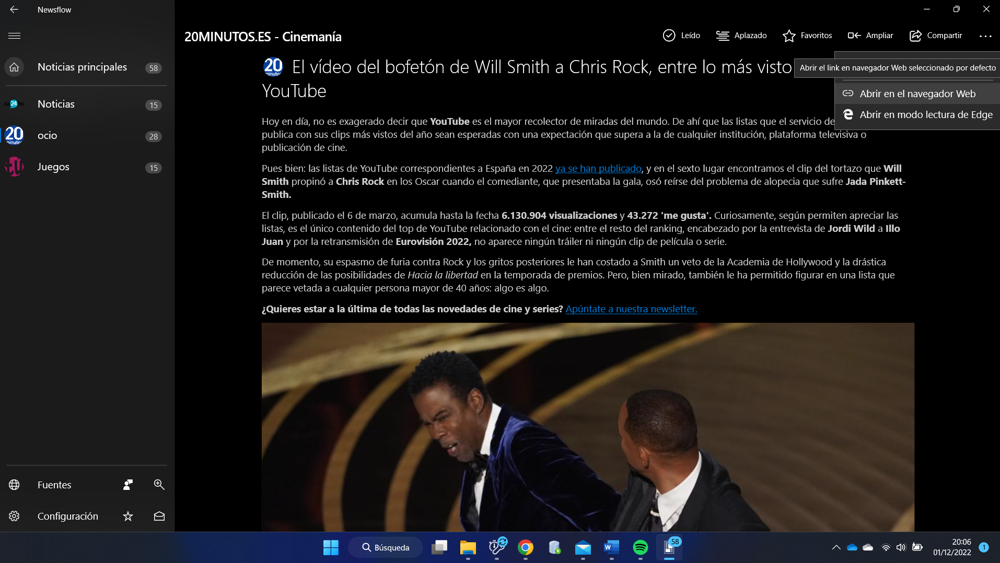 Newsflow
Noticias principales 58
Noticias 15
ocio 28
Juegos 15
Fuentes
Configuración
20MINUTOS.ES - Cinemanía
Leído
Aplazado
Favoritos
Ampliar
Compartir
Abrir el link en navegador Web seleccionado por defecto
Abrir en el navegador Web
Abrir en modo lectura de Edge
20 minutos
El vídeo del bofetón de Will Smith a Chris Rock, entre lo más visto
YouTube
Hoy en día, no es exagerado decir que YouTube es el mayor recolector de miradas del mundo. De ahí que las listas que el servicio de
publica con sus clips más vistos del año sean esperadas con una expectación que supera a la de cualquier institución, plataforma televisiva o
publicación de cine.
Pues bien: las listas de YouTube correspondientes a España en 2022 ya se han publicado, y en el sexto lugar encontramos el clip del tortazo que Will
Smith propinó a Chris Rock en los Oscar cuando el comediante, que presentaba la gala, osó reírse del problema de alopecia que sufre Jada Pinkett-
Smith.
El clip, publicado el 6 de marzo, acumula hasta la fecha 6.130.904 visualizaciones y 43.272 'me gusta'. Curiosamente, según permiten apreciar las
listas, es el único contenido del top de YouTube relacionado con el cine: entre el resto del ranking, encabezado por la entrevista de Jordi Wild a Illo
Juan y por la retransmisión de Eurovisión 2022, no aparece ningún tráiler ni ningún clip de película o serie.
De momento, su espasmo de furia contra Rock y los gritos posteriores le han costado a Smith un veto de la Academia de Hollywood y la drástica
reducción de las posibilidades de Hacia la libertad en la temporada de premios. Pero, bien mirado, también le ha permitido figurar en una lista que
parece vetada a cualquier persona mayor de 40 años: algo es algo.
¿Quieres estar a la última de todas las novedades de cine y series? Apúntate a nuestra newsletter.
Búsqueda
58
20:06
01/12/2022
1